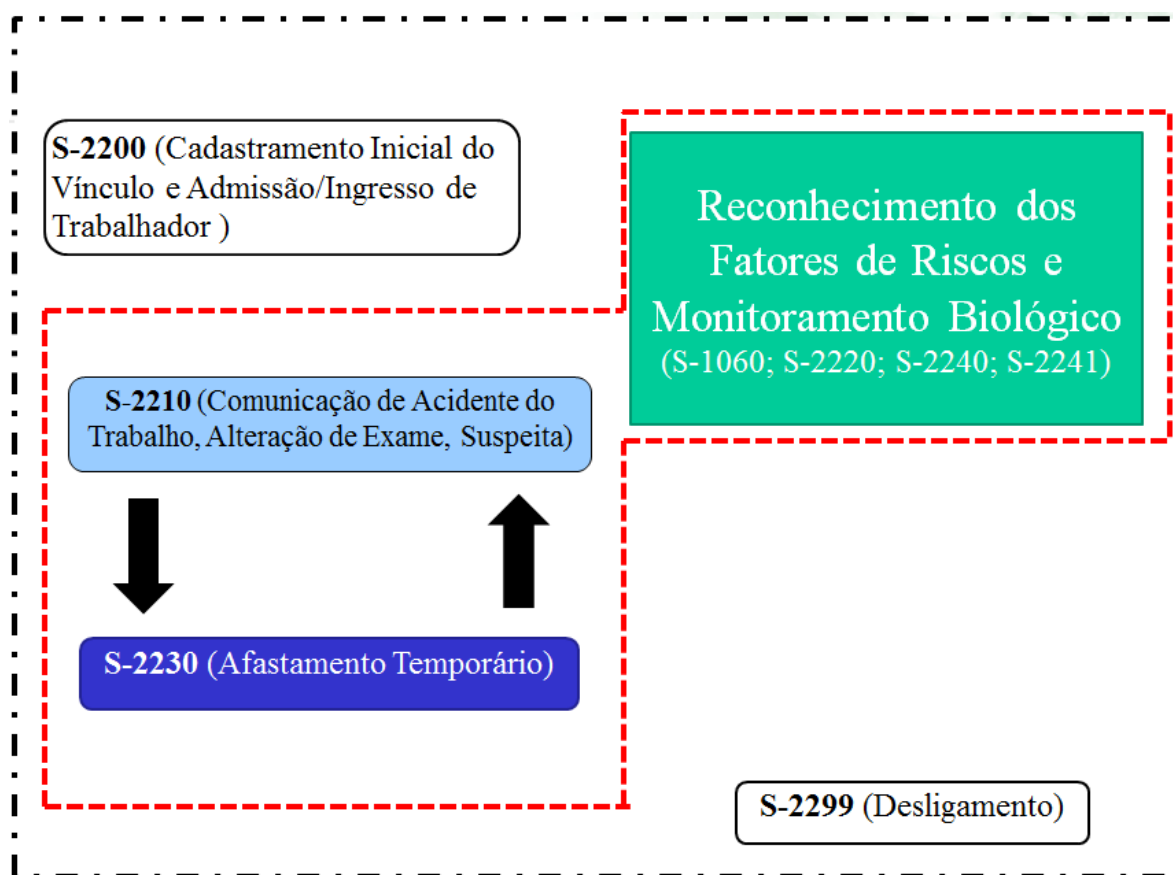 S-2200 (Cadastramento Inicial do
Vínculo e Admissão/Ingresso de
Trabalhador )
Reconhecimento dos
Fatores de Riscos e
Monitoramento Biológico
(S-1060; S-2220; S-2240; S-2241)
S-2210 (Comunicação de Acidente do
Trabalho, Alteração de Exame, Suspeita)
S-2230 (Afastamento Temporário)
S-2299 (Desligamento)